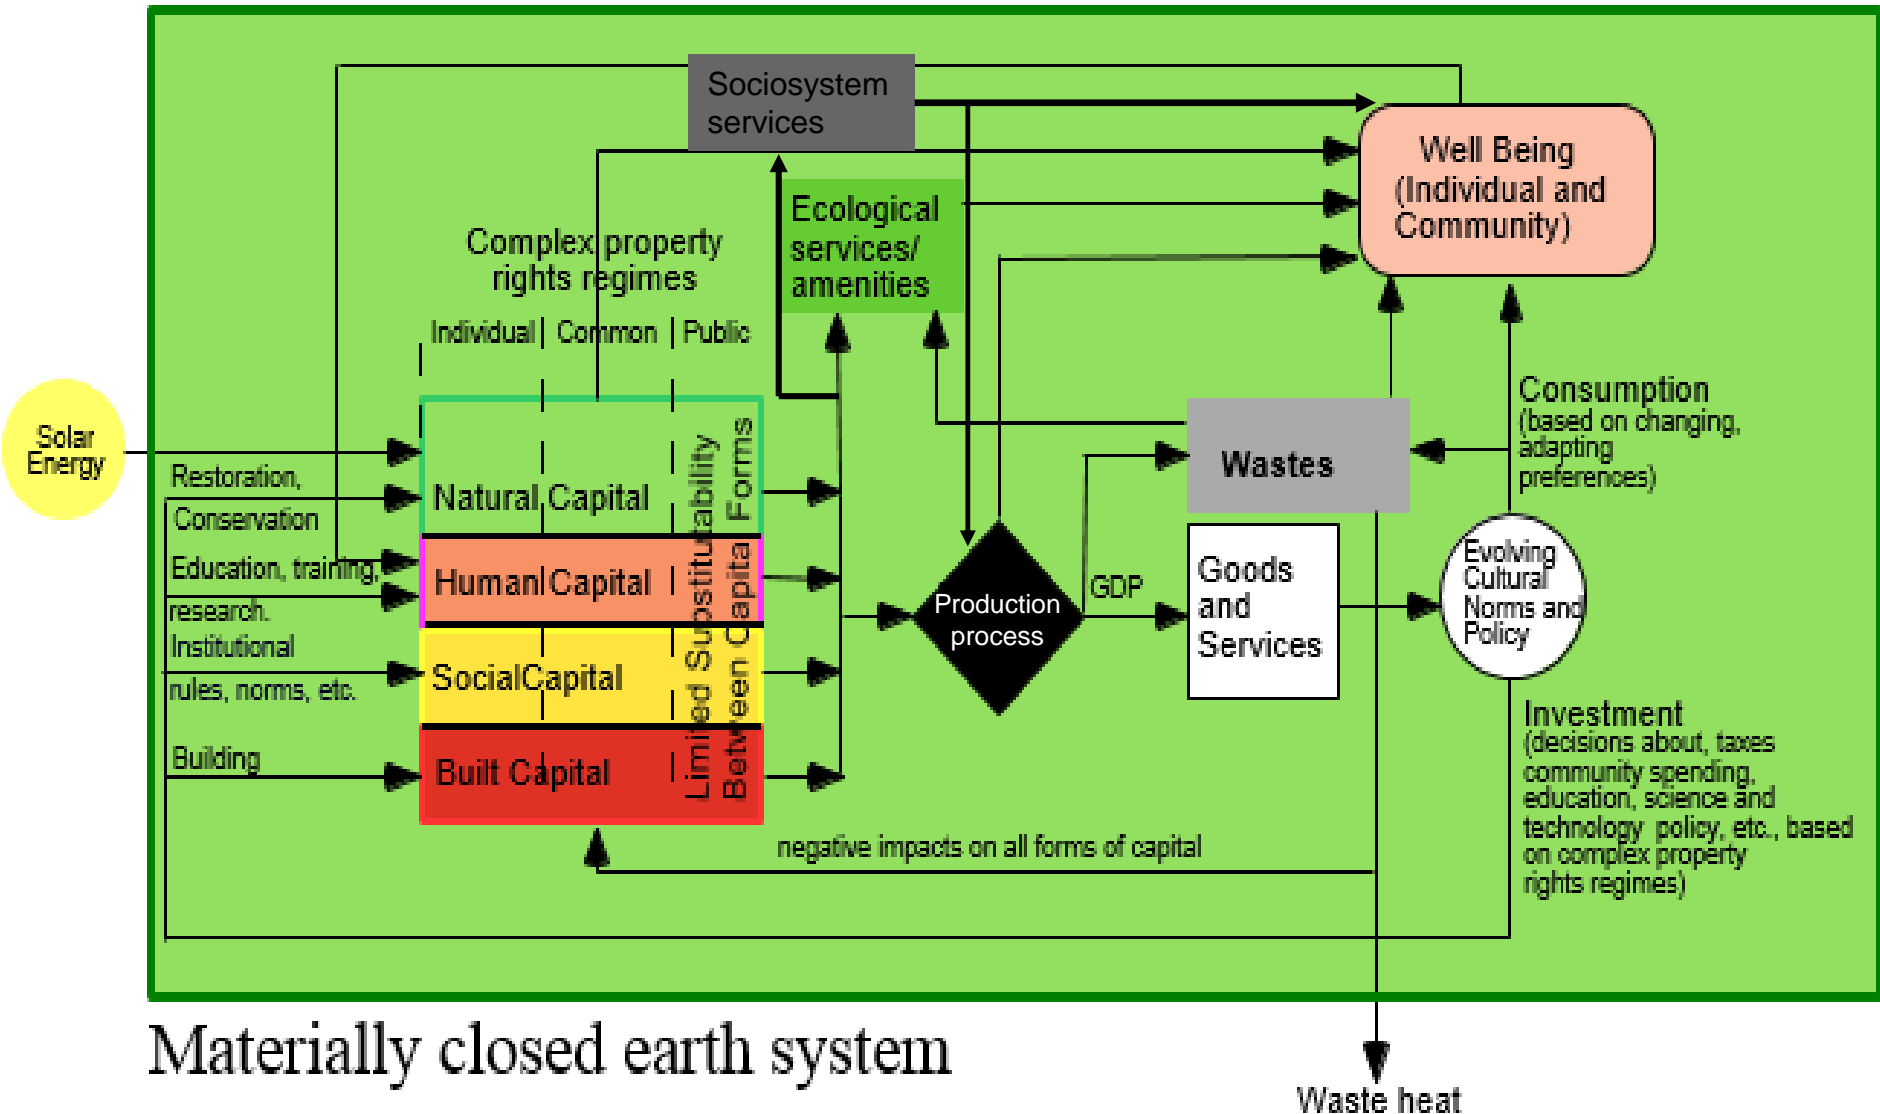 Sociosystem
services
Well Being
(Individual and
Community)
Ecological
services/
amenities
Complex property
rights regimes
Individual
Common
Public
Solar
Energy
Restoration,
Conservation
Education, training,
research.
Institutional
rules, norms, etc.
Building
Natural Capital
Human Capital
SocialCapital
Built Capital
Limited Substitutability
Between Capital Forms
Production
process
GDP
Wastes
Goods
and
Services
Evolving
Cultural
Norms and
Policy
Consumption
(based on changing,
adapting
preferences)
Investment
(decisions about, taxes
community spending,
education, science and
technology policy, etc., based
on complex property
rights regimes)
negative impacts on all forms of capital
Materially closed earth system
Waste heat